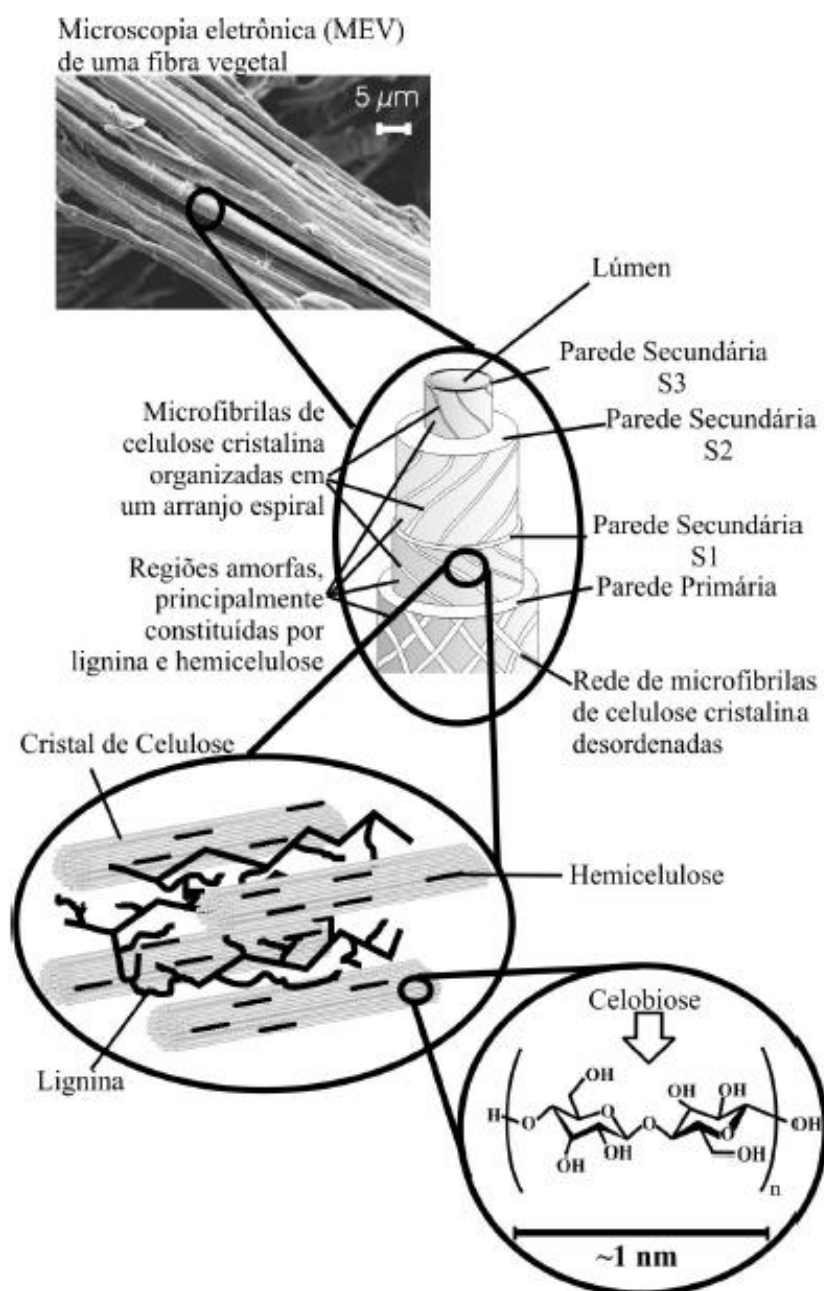 Microscopia eletrônica (MEV)
de uma fibra vegetal
5 µm
Lúmen
Parede Secundária
S3
Parede Secundária
S2
Microfibrilas de
celulose cristalina
organizadas em
um arranjo espiral
Parede Secundária
S1
Parede Primária
Regiões amorfas,
principalmente
constituídas por
lignina e hemicelulose
Rede de microfibrilas
de celulose cristalina
desordenadas
Cristal de Celulose
Hemicelulose
Lignina
Celobiose
OH
OH
OH
H
O
O
O
O
O
OH
OH
OH
OH
n
~1 nm